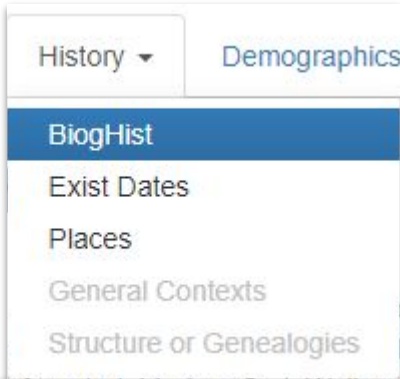 History Demographics
BiogHist
Exist Dates
Places
General Contexts
Structure or Genealogies